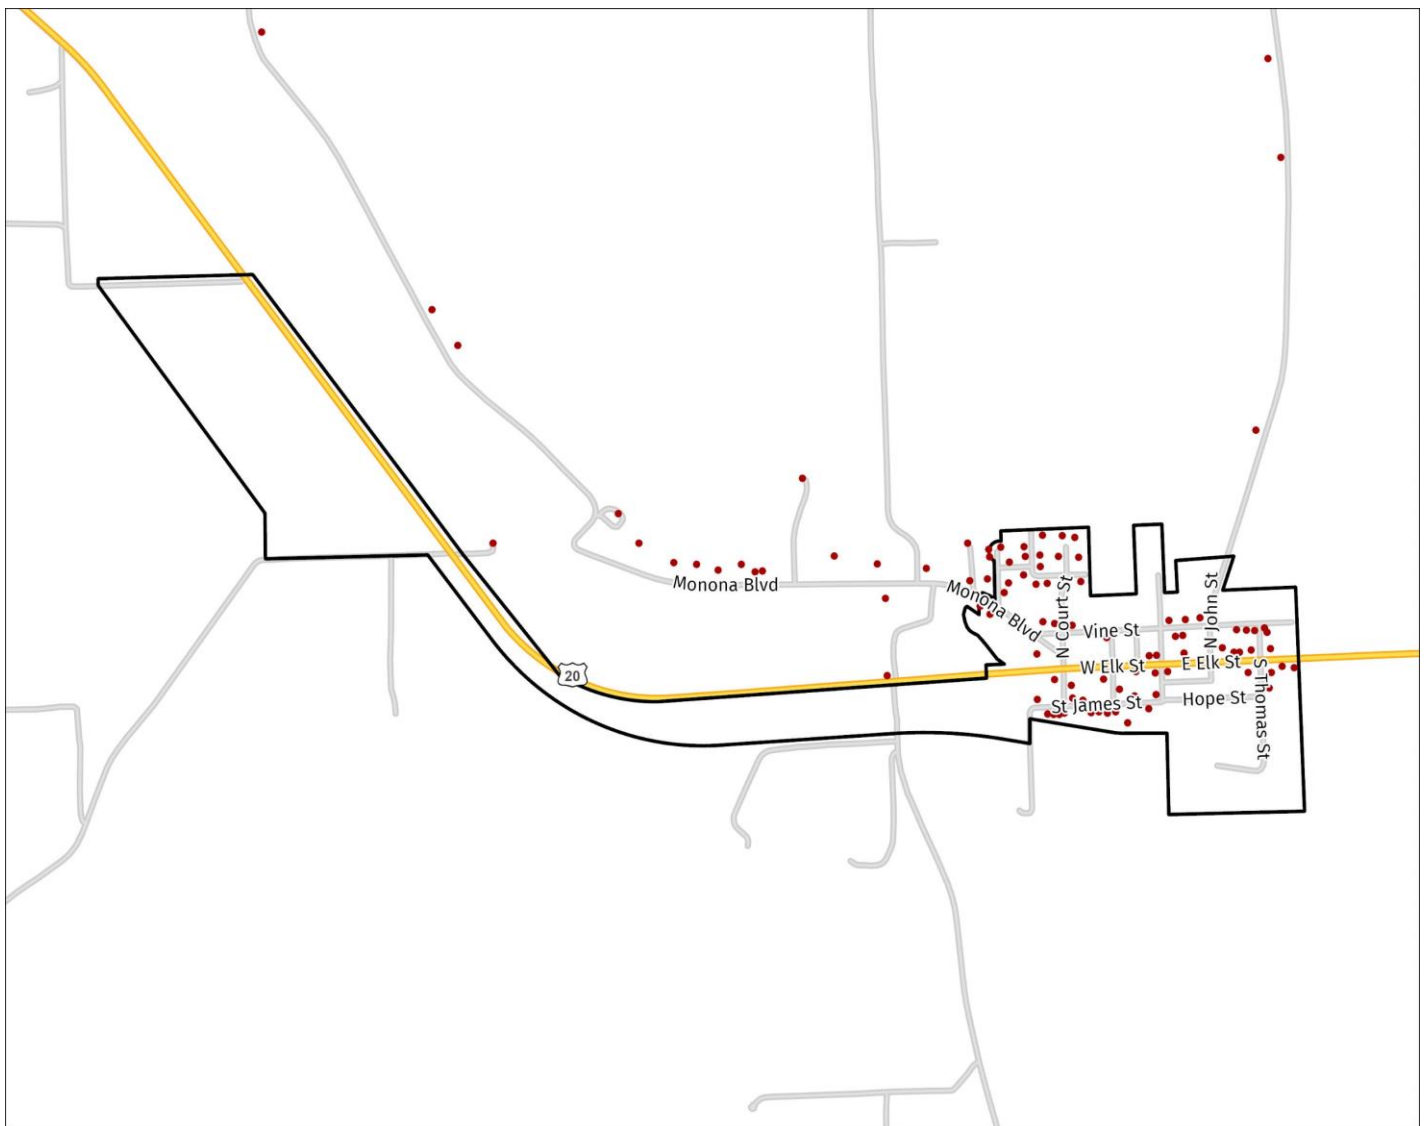 Monona Blvd
Monona Blvd
N Court St
Vine St
N John St
W Elk St
E Elk St
20
St James St
Hope St
S Thomas St